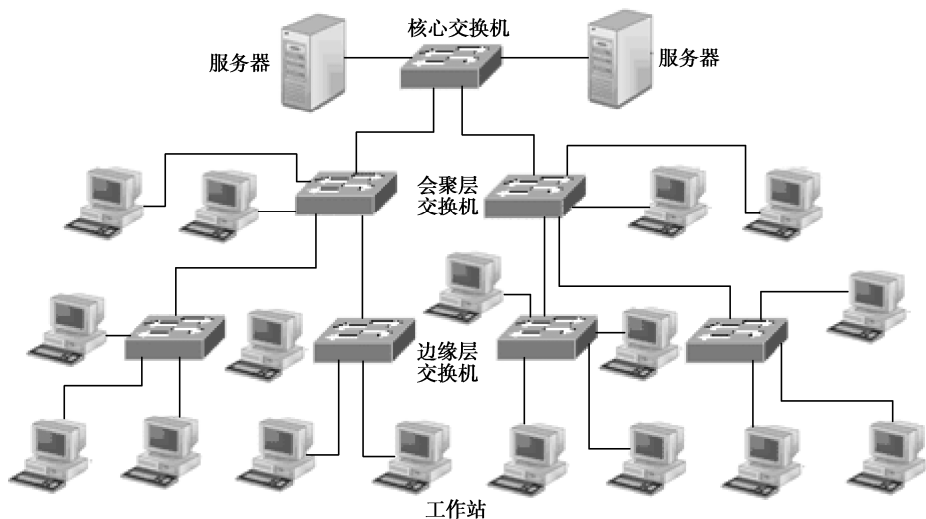 核心交换机
服务器
服务器
会聚层
交换机
边缘层
交换机
工作站